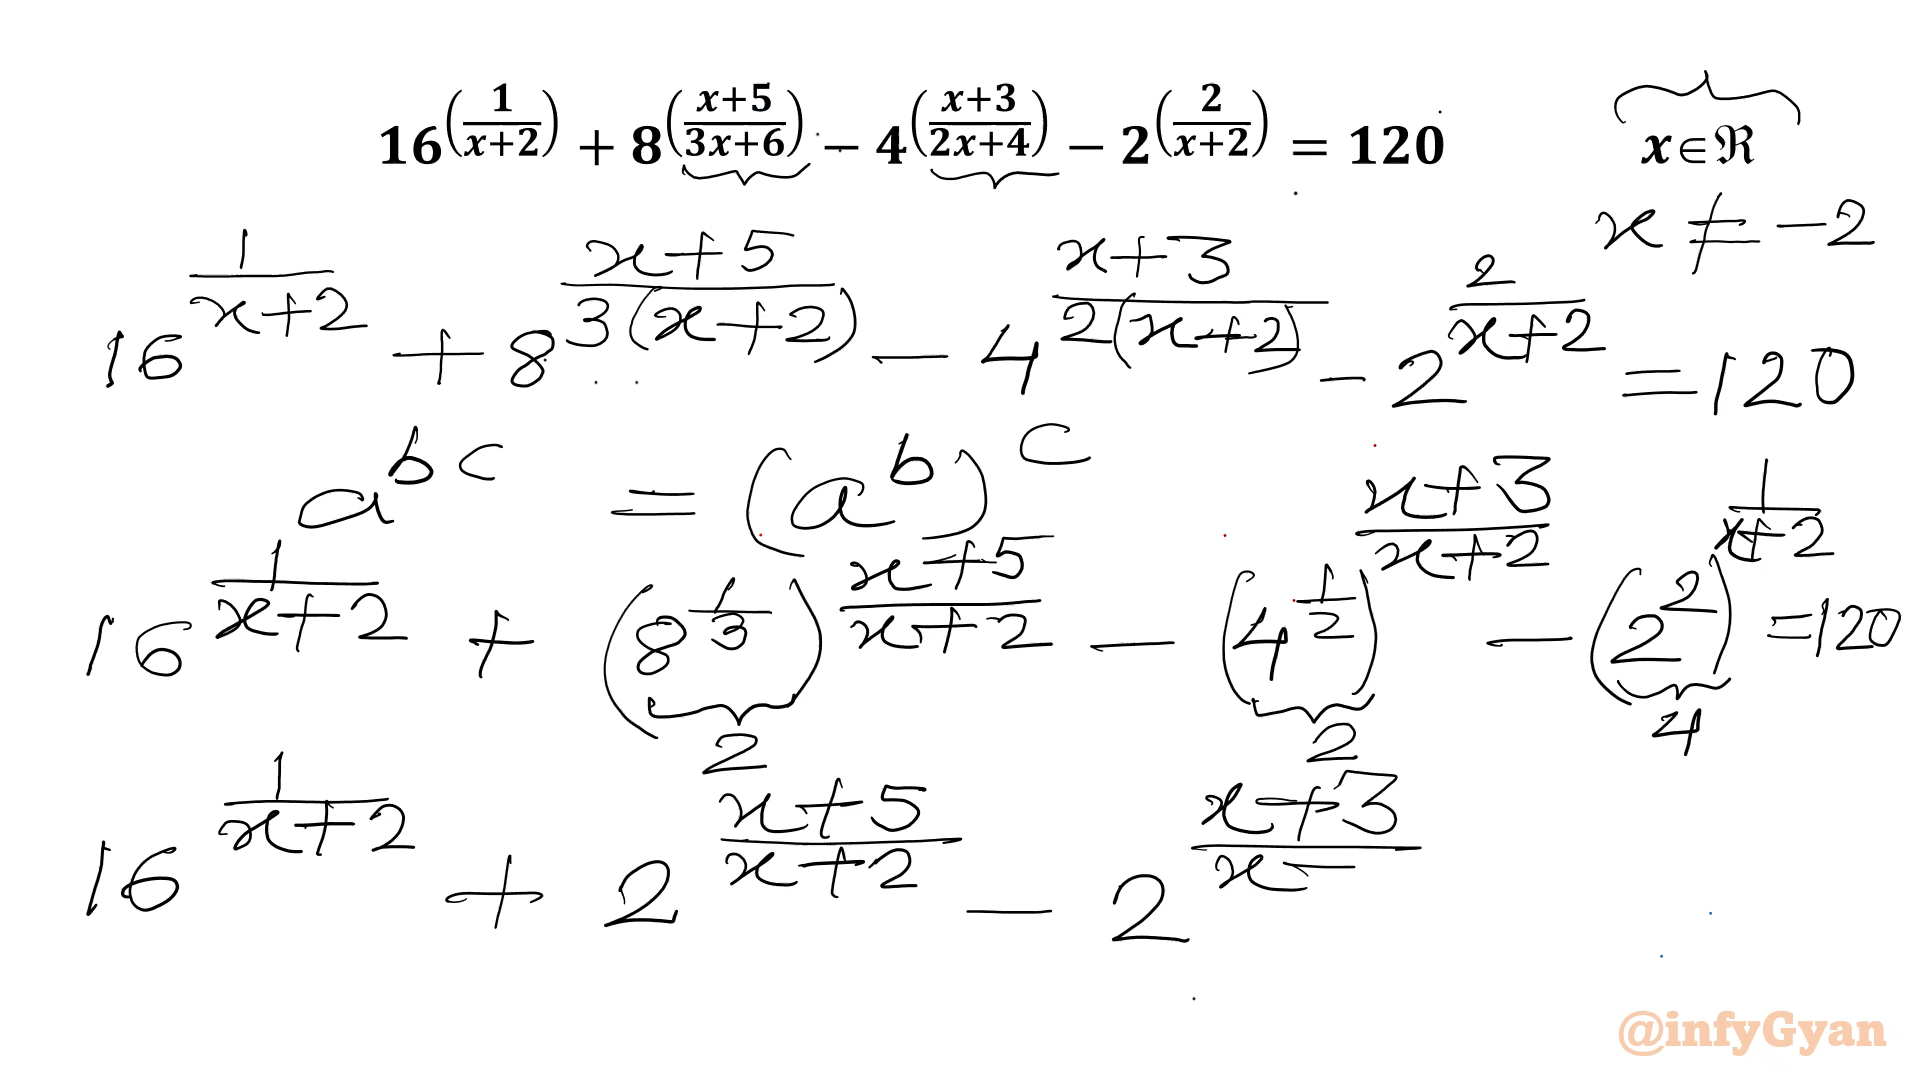 16^(1/(x+2)) + 8^((x+5)/(3x+6)) − 4^((x+3)/(2x+4)) − 2^(2/(x+2)) = 120 x∈ℜ
x ≠ −2
16^(1/(x+2)) + 8^((x+5)/(3(x+2))) − 4^((x+3)/(2(x+2))) − 2^(2/(x+2)) = 120
a^(bc) = (a^b)^c
16^(1/(x+2)) + (8^(1/3))^((x+5)/(x+2)) − (4^(1/2))^((x+3)/(x+2)) − (2^2)^(1/(x+2)) = 120
2 2 4
16^(1/(x+2)) + 2^((x+5)/(x+2)) − 2^((x+3)/(x−
@infyGyan